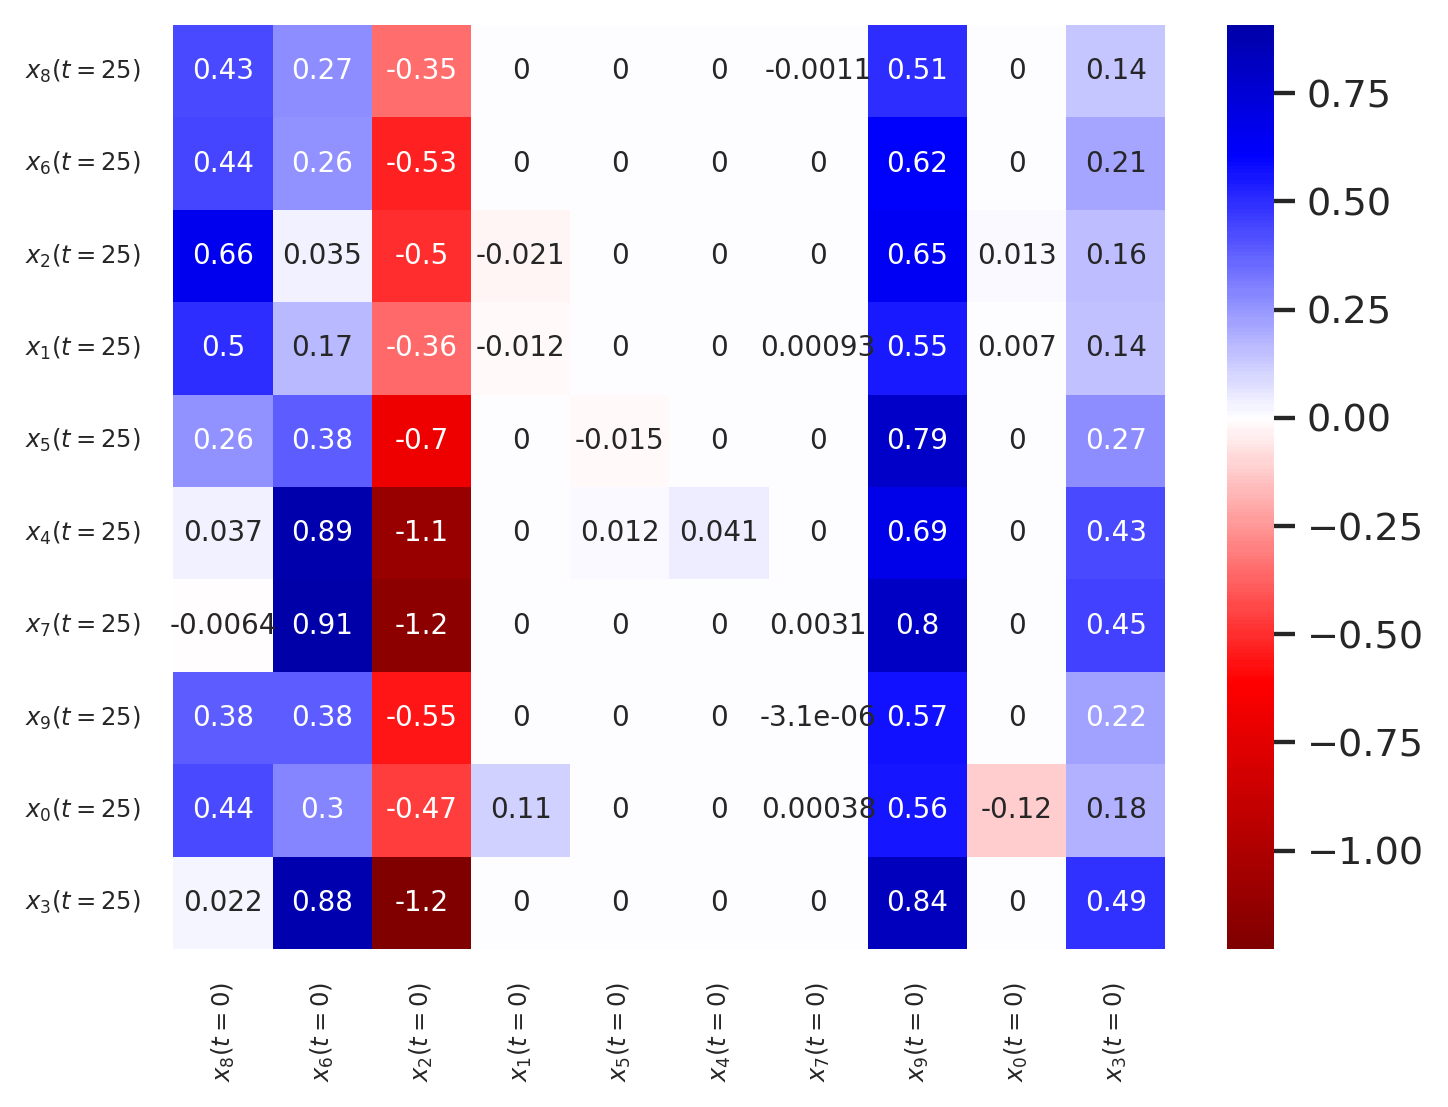 x₈(t = 25) 0.43 0.27 -0.35 0 0 0 -0.0011 0.51 0 0.14
x₆(t = 25) 0.44 0.26 -0.53 0 0 0 0 0.62 0 0.21
x₂(t = 25) 0.66 0.035 -0.5 -0.021 0 0 0 0.65 0.013 0.16
x₁(t = 25) 0.5 0.17 -0.36 -0.012 0 0 0.00093 0.55 0.007 0.14
x₅(t = 25) 0.26 0.38 -0.7 0 -0.015 0 0 0.79 0 0.27
x₄(t = 25) 0.037 0.89 -1.1 0 0.012 0.041 0 0.69 0 0.43
x₇(t = 25) -0.0064 0.91 -1.2 0 0 0 0.0031 0.8 0 0.45
x₉(t = 25) 0.38 0.38 -0.55 0 0 0 -3.1e-06 0.57 0 0.22
x₀(t = 25) 0.44 0.3 -0.47 0.11 0 0 0.00038 0.56 -0.12 0.18
x₃(t = 25) 0.022 0.88 -1.2 0 0 0 0 0.84 0 0.49
x₈(t = 0) x₆(t = 0) x₂(t = 0) x₁(t = 0) x₅(t = 0) x₄(t = 0) x₇(t = 0) x₉(t = 0) x₀(t = 0) x₃(t = 0)
0.75
0.50
0.25
0.00
−0.25
−0.50
−0.75
−1.00